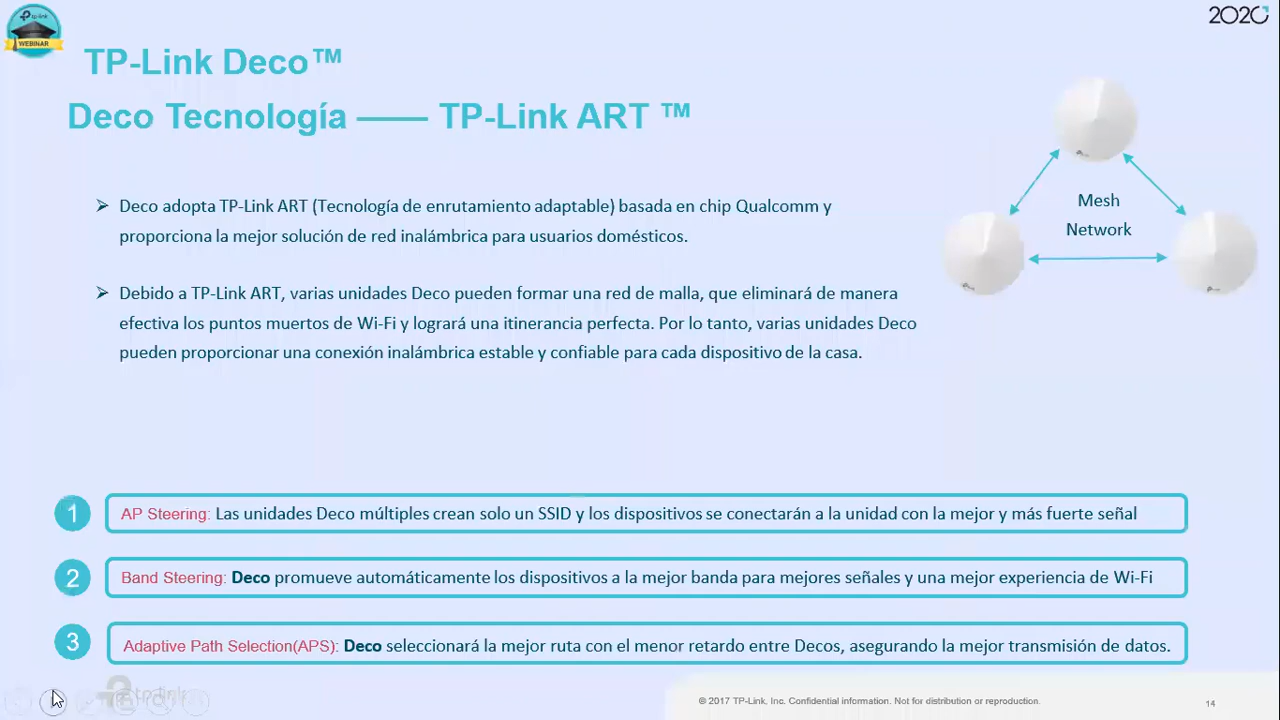 tp-link
WEBINAR
2020
TP-Link Deco™
Deco Tecnología —— TP-Link ART ™
Deco adopta TP-Link ART (Tecnología de enrutamiento adaptable) basada en chip Qualcomm y
proporciona la mejor solución de red inalámbrica para usuarios domésticos.
Mesh
Network
Debido a TP-Link ART, varias unidades Deco pueden formar una red de malla, que eliminará de manera
efectiva los puntos muertos de Wi-Fi y logrará una itinerancia perfecta. Por lo tanto, varias unidades Deco
pueden proporcionar una conexión inalámbrica estable y confiable para cada dispositivo de la casa.
1 AP Steering: Las unidades Deco múltiples crean solo un SSID y los dispositivos se conectarán a la unidad con la mejor y más fuerte señal
2 Band Steering: Deco promueve automáticamente los dispositivos a la mejor banda para mejores señales y una mejor experiencia de Wi-Fi
3 Adaptive Path Selection(APS): Deco seleccionará la mejor ruta con el menor retardo entre Decos, asegurando la mejor transmisión de datos.
tp-link
© 2017 TP-Link, Inc. Confidential information. Not for distribution or reproduction.
14